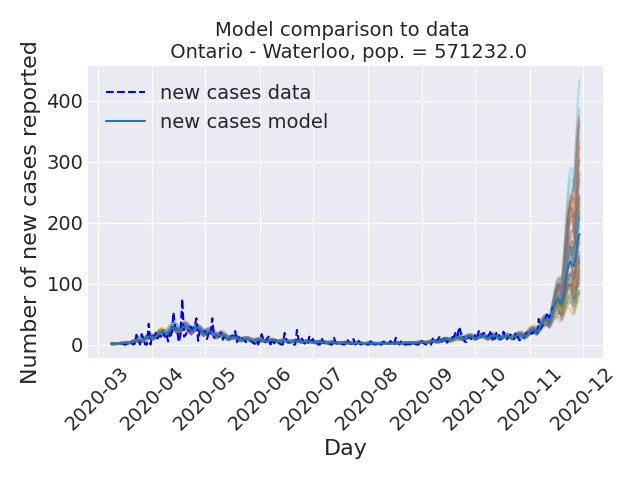 Model comparison to data
Ontario - Waterloo, pop. = 571232.0
Number of new cases reported
400
300
200
100
0
new cases data
new cases model
2020-03
2020-04
2020-05
2020-06
2020-07
2020-08
2020-09
2020-10
2020-11
2020-12
Day